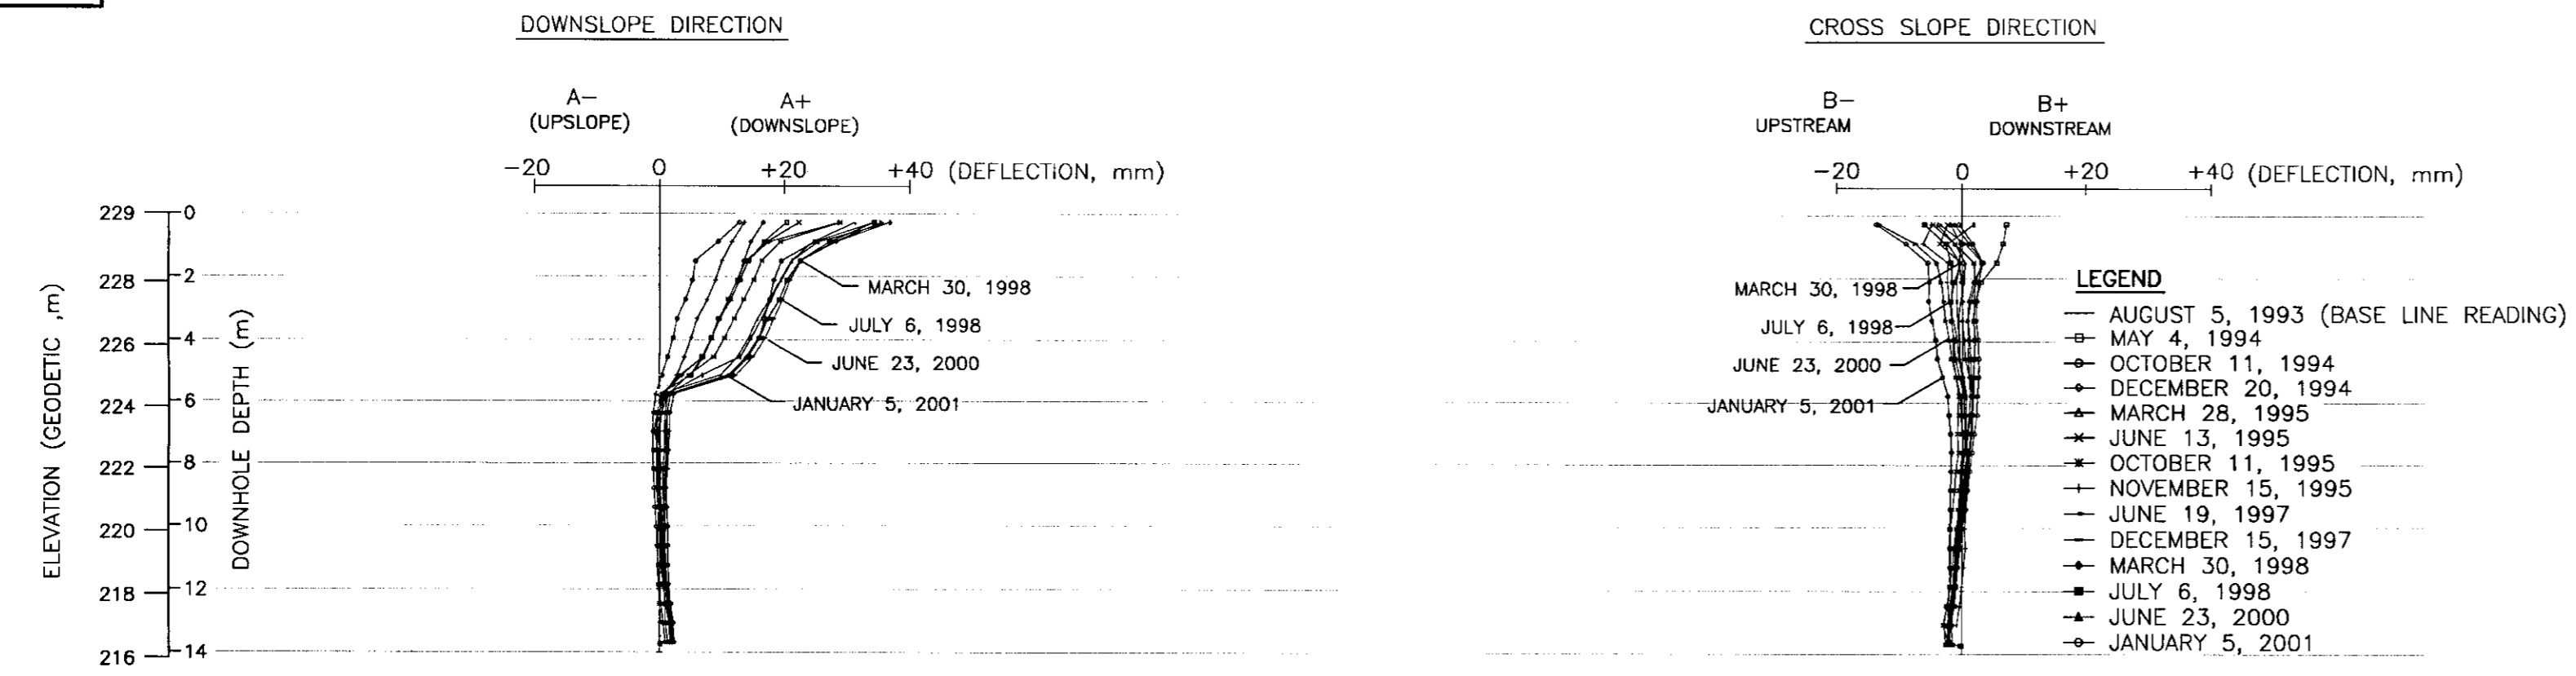 DOWNSLOPE DIRECTION
CROSS SLOPE DIRECTION
A−
(UPSLOPE)
A+
(DOWNSLOPE)
B−
UPSTREAM
B+
DOWNSTREAM
−20 0 +20 +40 (DEFLECTION, mm)
−20 0 +20 +40 (DEFLECTION, mm)
ELEVATION (GEODETIC ,m)
229
228
226
224
222
220
218
216
DOWNHOLE DEPTH (m)
0
2
4
6
8
10
12
14
MARCH 30, 1998
JULY 6, 1998
JUNE 23, 2000
JANUARY 5, 2001
MARCH 30, 1998
JULY 6, 1998
JUNE 23, 2000
JANUARY 5, 2001
LEGEND
AUGUST 5, 1993 (BASE LINE READING)
MAY 4, 1994
OCTOBER 11, 1994
DECEMBER 20, 1994
MARCH 28, 1995
JUNE 13, 1995
OCTOBER 11, 1995
NOVEMBER 15, 1995
JUNE 19, 1997
DECEMBER 15, 1997
MARCH 30, 1998
JULY 6, 1998
JUNE 23, 2000
JANUARY 5, 2001